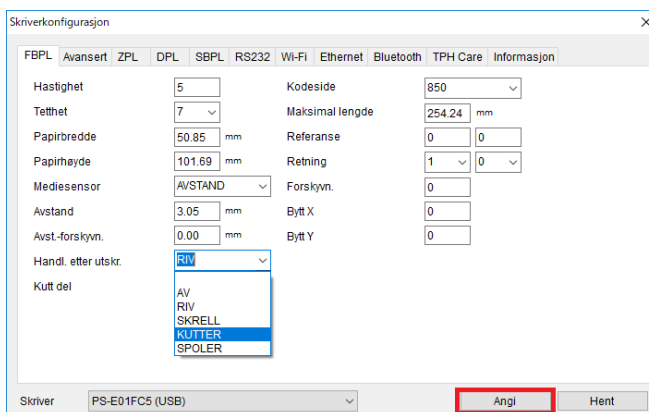 Skriverkonfigurasjon
FBPL Avansert ZPL DPL SBPL RS232 Wi-Fi Ethernet Bluetooth TPH Care Informasjon
Hastighet 5 Kodeside 850
Tetthet 7 Maksimal lengde 254.24 mm
Papirbredde 50.85 mm Referanse 0 0
Papirhøyde 101.69 mm Retning 1 0
Mediesensor AVSTAND Forskyvn. 0
Avstand 3.05 mm Bytt X 0
Avst.-forskyvn. 0.00 mm Bytt Y 0
Handl. etter utskr. RIV
Kutt del
AV
RIV
SKRELL
KUTTER
SPOLER
Skriver PS-E01FC5 (USB) Angi Hent